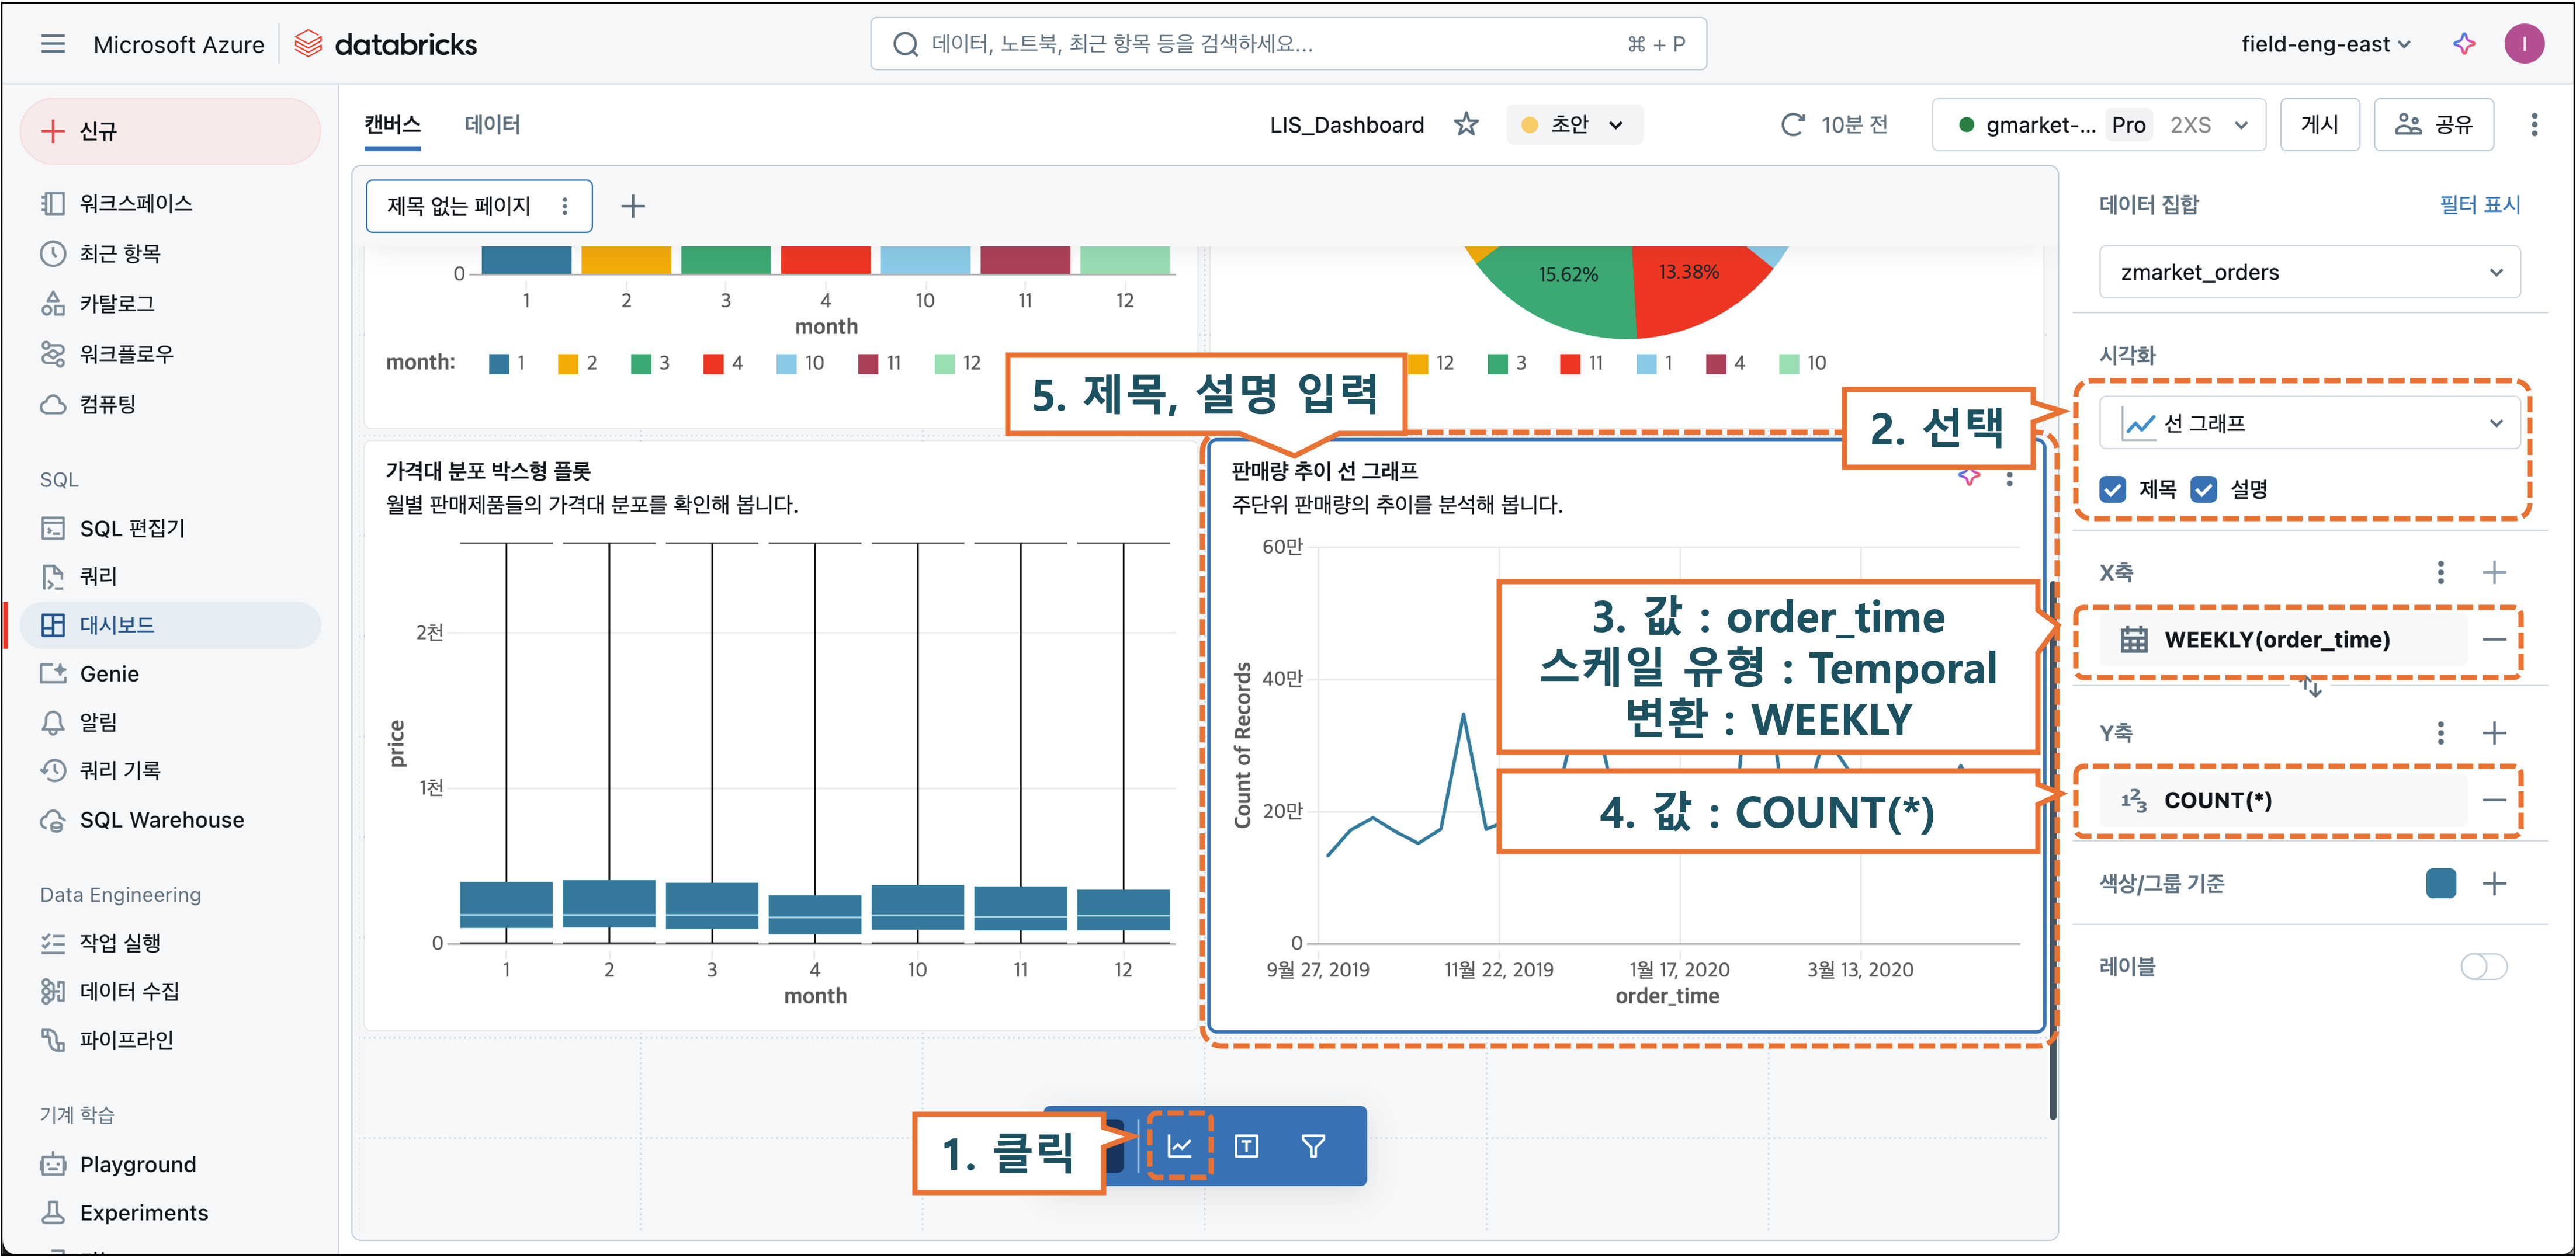 Microsoft Azure
databricks
데이터, 노트북, 최근 항목 등을 검색하세요...
⌘ + P
field-eng-east
I
신규
워크스페이스
최근 항목
카탈로그
워크플로우
컴퓨팅
SQL
SQL 편집기
쿼리
대시보드
Genie
알림
쿼리 기록
SQL Warehouse
Data Engineering
작업 실행
데이터 수집
파이프라인
기계 학습
Playground
Experiments
캔버스
데이터
LIS_Dashboard
초안
10분 전
gmarket-...
Pro
2XS
게시
공유
제목 없는 페이지
0
1 2 3 4 10 11 12
month
month: 1 2 3 4 10 11 12
15.62%
13.38%
12 3 11 1 4 10
5. 제목, 설명 입력
2. 선택
가격대 분포 박스형 플롯
월별 판매제품들의 가격대 분포를 확인해 봅니다.
2천
1천
0
price
1 2 3 4 10 11 12
month
판매량 추이 선 그래프
주단위 판매량의 추이를 분석해 봅니다.
60만
40만
20만
0
Count of Records
9월 27, 2019 11월 22, 2019 1월 17, 2020 3월 13, 2020
order_time
3. 값 : order_time
스케일 유형 : Temporal
변환 : WEEKLY
4. 값 : COUNT(*)
1. 클릭
데이터 집합
필터 표시
zmarket_orders
시각화
선 그래프
제목
설명
X축
WEEKLY(order_time)
Y축
COUNT(*)
색상/그룹 기준
레이블